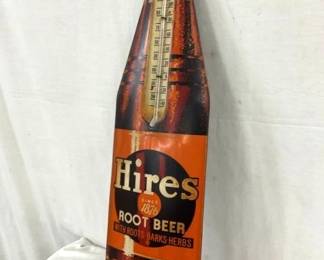 Hires
SINCE
1876
ROOT BEER
WITH ROOTS BARKS HERBS